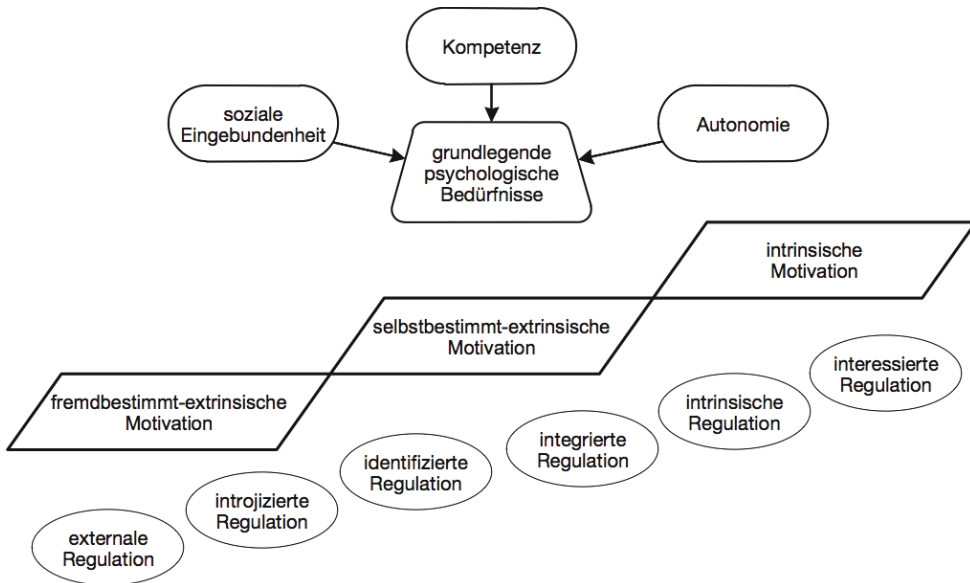 Kompetenz
soziale
Eingebundenheit
Autonomie
grundlegende
psychologische
Bedürfnisse
intrinsische
Motivation
selbstbestimmt-extrinsische
Motivation
fremdbestimmt-extrinsische
Motivation
interessierte
Regulation
intrinsische
Regulation
integrierte
Regulation
identifizierte
Regulation
introjizierte
Regulation
externale
Regulation